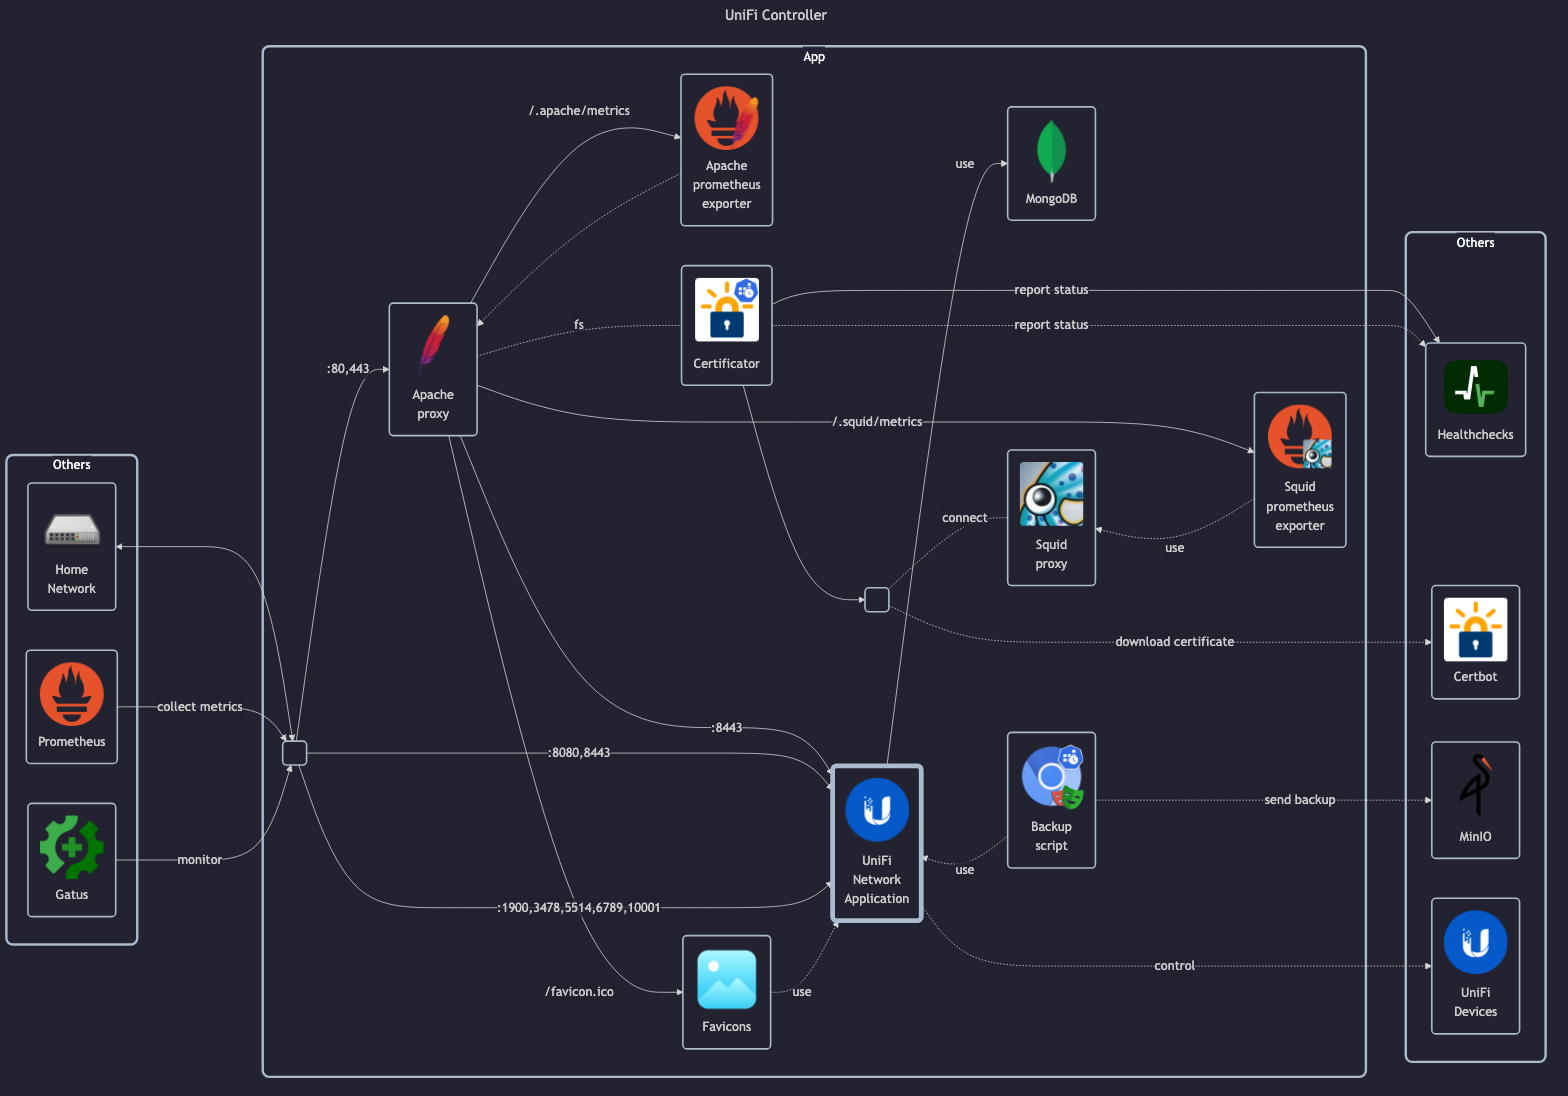 UniFi Controller
App
/.apache/metrics
Apache
prometheus
exporter
use
MongoDB
Others
report status
fs
report status
Certificator
:80,443
Apache
proxy
Healthchecks
/.squid/metrics
Squid
prometheus
exporter
connect
use
Squid
proxy
Others
Home
Network
download certificate
Certbot
collect metrics
Prometheus
:8443
:8080,8443
send backup
Backup
script
MinIO
monitor
Gatus
UniFi
Network
Application
use
:1900,3478,5514,6789,10001
control
/favicon.ico
use
Favicons
UniFi
Devices